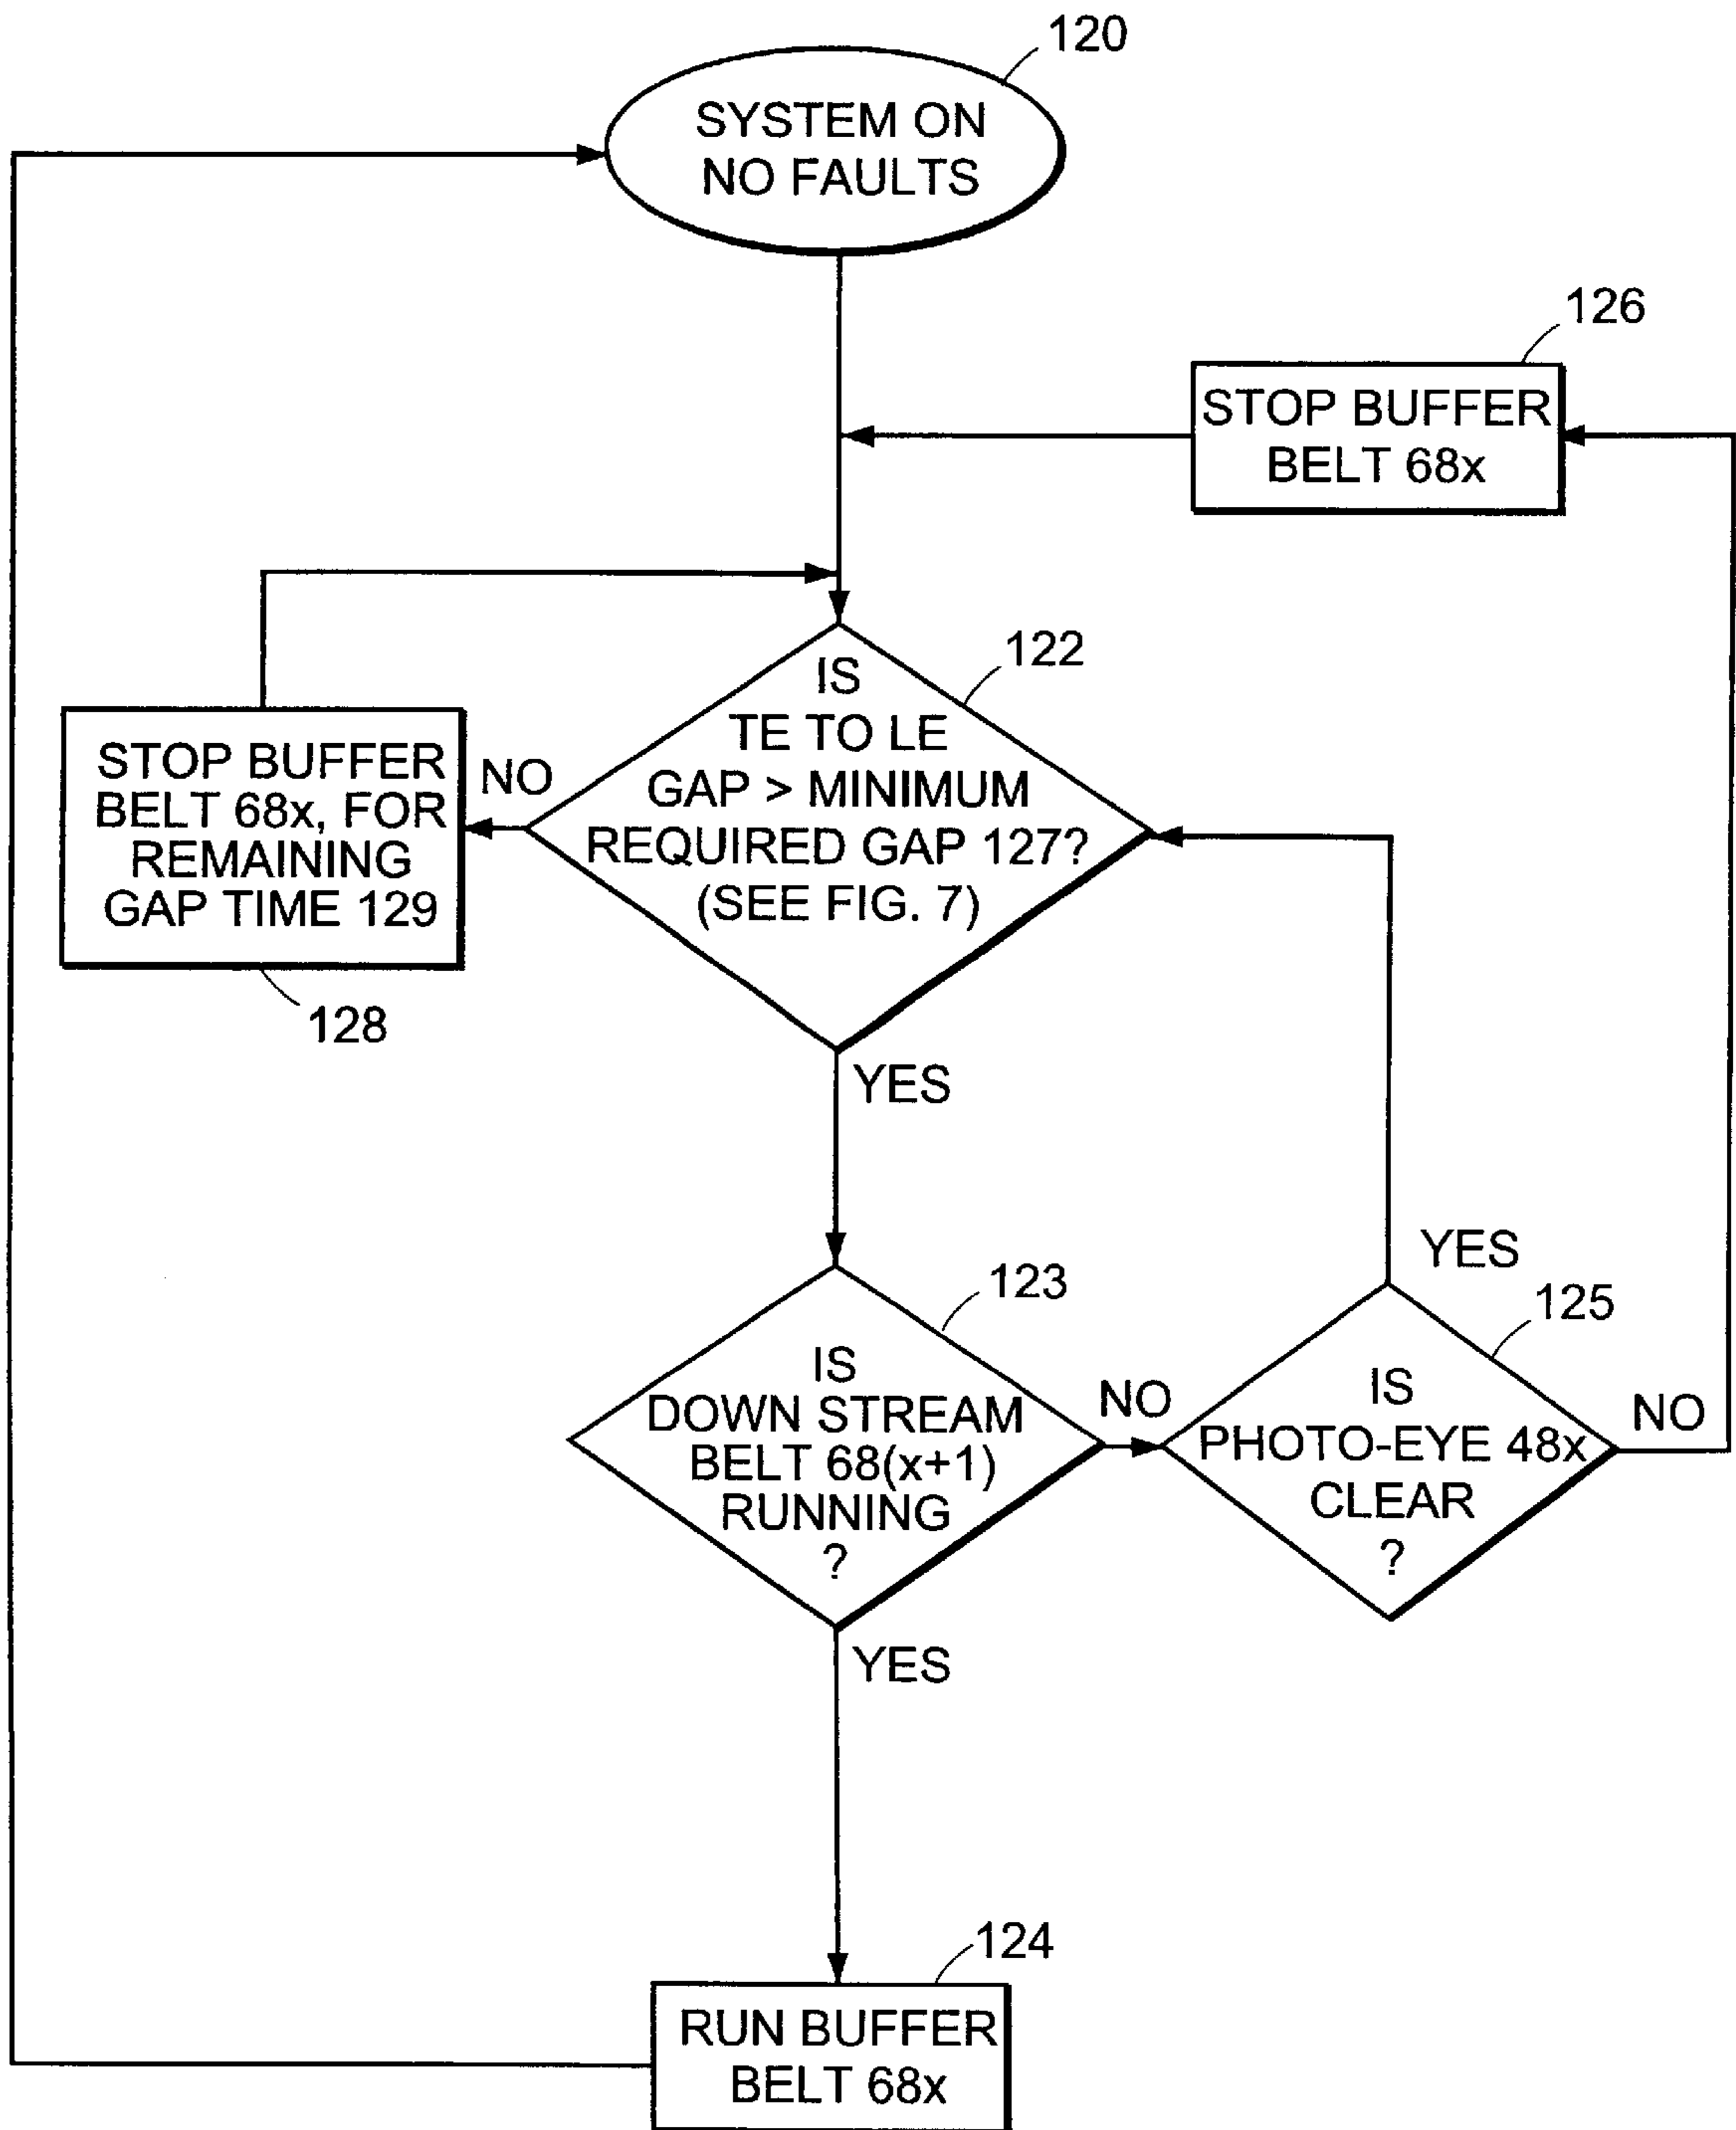 120
SYSTEM ON
NO FAULTS
126
STOP BUFFER
BELT 68x
122
IS
TE TO LE
GAP > MINIMUM
REQUIRED GAP 127?
(SEE FIG. 7)
NO
STOP BUFFER
BELT 68x, FOR
REMAINING
GAP TIME 129
128
YES
123
IS
DOWN STREAM
BELT 68(x+1)
RUNNING
?
NO
YES
125
IS
PHOTO-EYE 48x
CLEAR
?
NO
YES
124
RUN BUFFER
BELT 68x